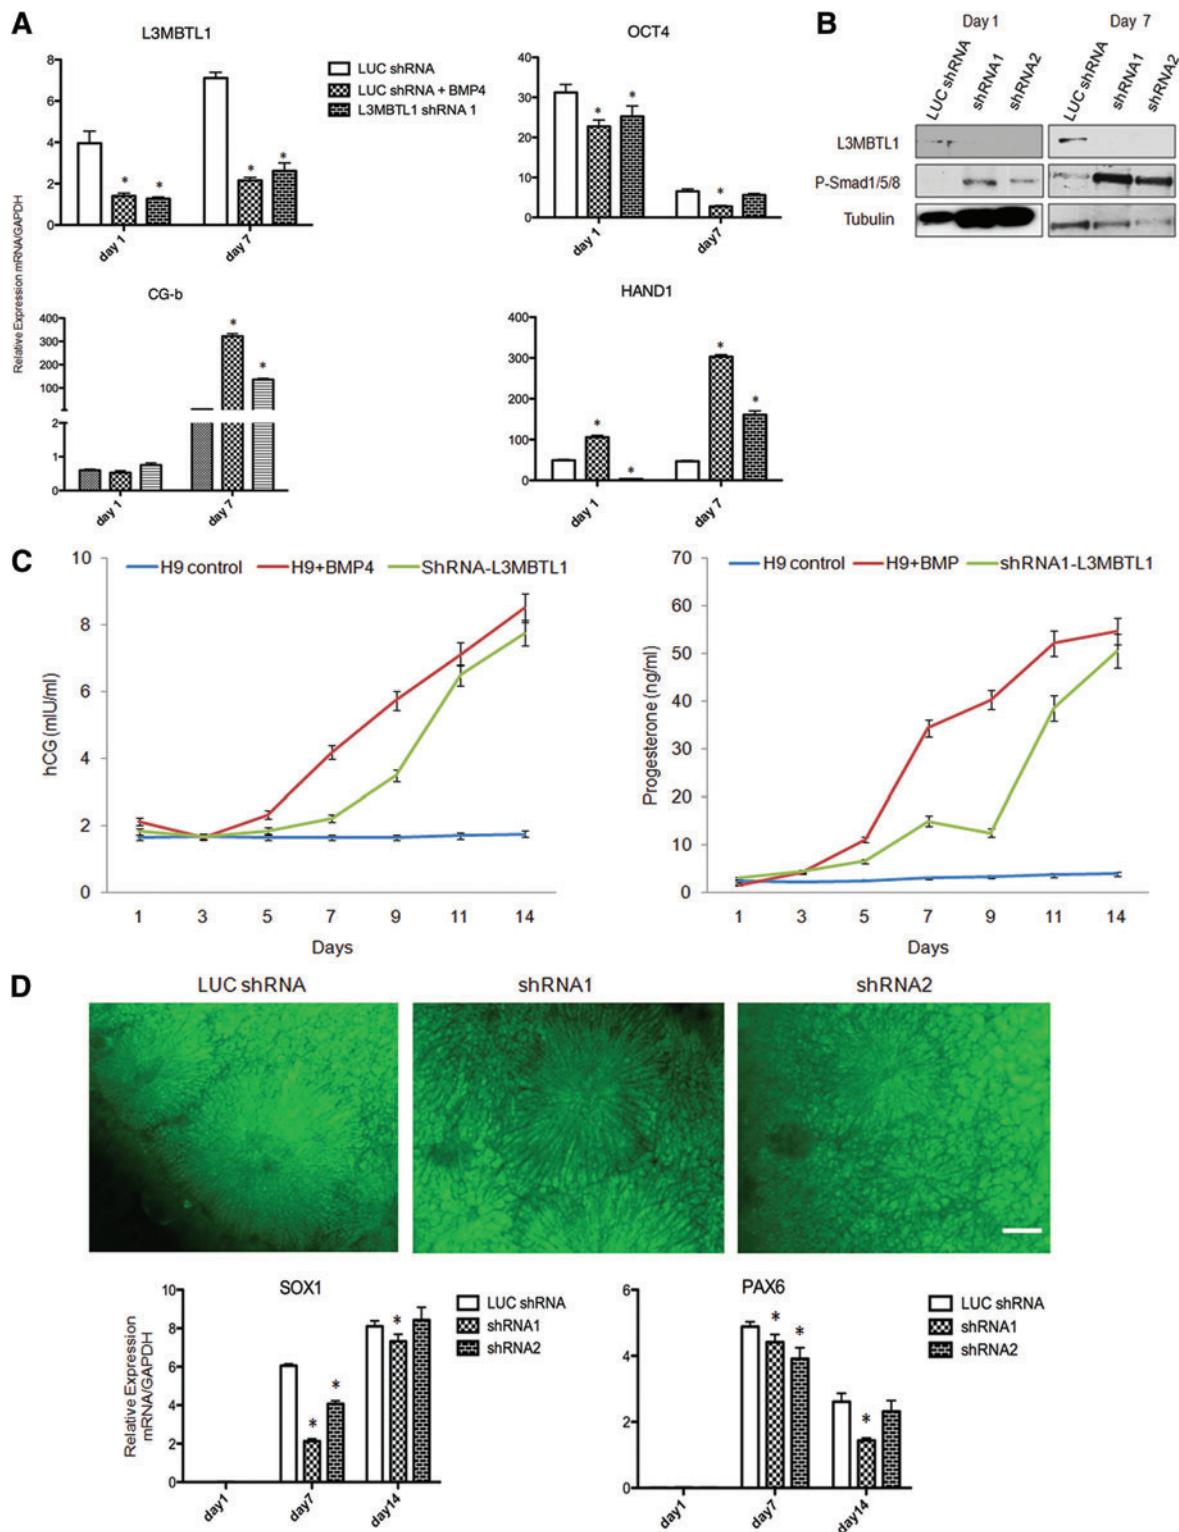 A
L3MBTL1
Relative Expression mRNA/GAPDH
8
6
4
2
0
day 1
day 7
LUC shRNA
LUC shRNA + BMP4
L3MBTL1 shRNA 1
OCT4
40
30
20
10
0
day 1
day7
B
Day 1
Day 7
LUC shRNA
shRNA1
shRNA2
LUC shRNA
shRNA1
shRNA2
L3MBTL1
P-Smad1/5/8
Tubulin
CG-b
400
300
200
100
2
1
0
day 1
day 7
HAND1
400
300
200
100
0
day 1
day 7
C
H9 control
H9+BMP4
ShRNA-L3MBTL1
hCG (mIU/ml)
10
8
6
4
2
0
1 3 5 7 9 11 14
Days
H9 control
H9+BMP
shRNA1-L3MBTL1
Progesterone (ng/ml)
70
60
50
40
30
20
10
0
1 3 5 7 9 11 14
Days
D
LUC shRNA
shRNA1
shRNA2
SOX1
Relative Expression
mRNA/GAPDH
10
8
6
4
2
0
day1
day7
day14
LUC shRNA
shRNA1
shRNA2
PAX6
6
4
2
0
day1
day7
day14
LUC shRNA
shRNA1
shRNA2